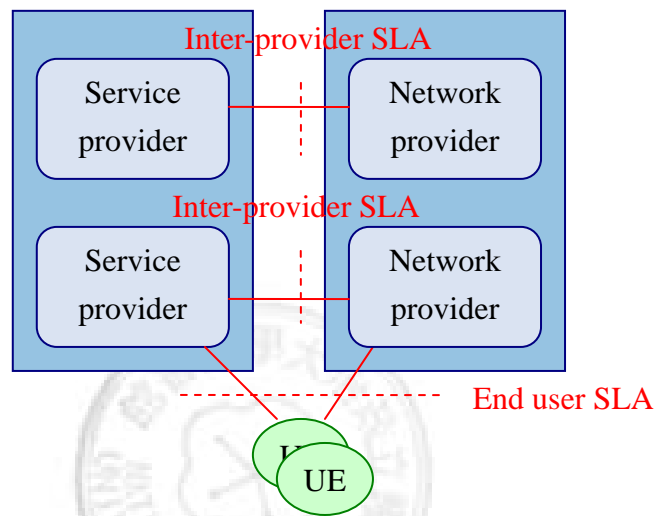 Inter-provider SLA
Service
provider
Network
provider
Inter-provider SLA
Service
provider
Network
provider
End user SLA
UE